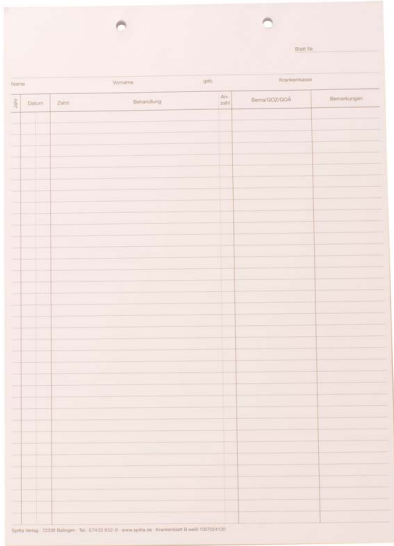 Blatt Nr.
Name Vorname geb. Krankenkasse
Jahr Datum Zahn Behandlung An-zahl Bema/GOZ/GOÄ Bemerkungen
Spitta Verlag · 72336 Balingen · Tel.: 07433 952-0 · www.spitta.de · Krankenblatt B weiß